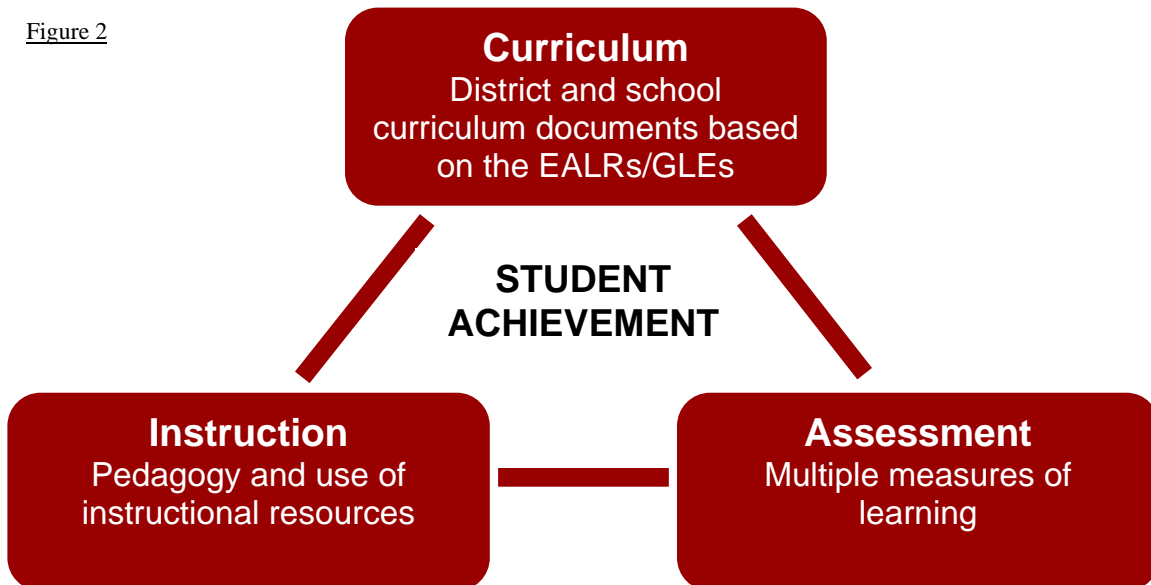 Figure 2
Curriculum
District and school
curriculum documents based
on the EALRs/GLEs
STUDENT
ACHIEVEMENT
Instruction
Pedagogy and use of
instructional resources
Assessment
Multiple measures of
learning